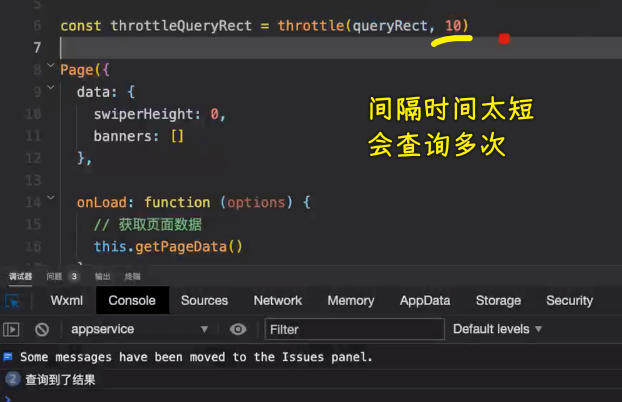 5
6 const throttleQueryRect = throttle(queryRect, 10)
7
8 Page({
9 data: {
10 swiperHeight: 0,
11 banners: []
12 },
13
14 onLoad: function (options) {
15 // 获取页面数据
16 this.getPageData()
间隔时间太短
会查询多次
调试器 问题 3 输出 终端
Wxml Console Sources Network Memory AppData Storage Security
appservice Filter Default levels
Some messages have been moved to the Issues panel.
2 查询到了结果